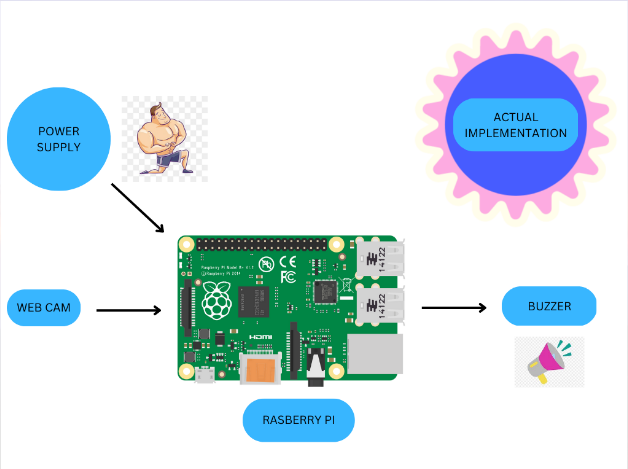 ACTUAL
IMPLEMENTATION
POWER
SUPPLY
14122
Raspberry Pi Model B+ V1.2
Raspberry Pi 2014
CE
FC
14122
WEB CAM
BUZZER
HDMI
RASBERRY PI